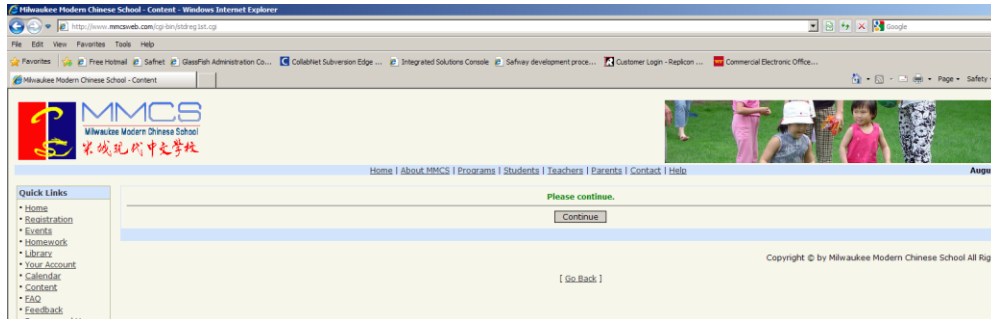 Milwaukee Modern Chinese School - Content - Windows Internet Explorer
http://www.mmcsweb.com/cgi-bin/stdreg1st.cgi
Google
File Edit View Favorites Tools Help
Favorites Free Hotmail Safnet GlassFish Administration Co... CollabNet Subversion Edge ... Integrated Solutions Console Safway development proce... Customer Login - Replicon ... Commercial Electronic Office...
Milwaukee Modern Chinese School - Content
Page Safety
MMCS
Milwaukee Modern Chinese School
米城现代中文学校
Home | About MMCS | Programs | Students | Teachers | Parents | Contact | Help
Augu
Quick Links
Please continue.
• Home
Continue
• Registration
• Events
• Homework
• Library
Copyright © by Milwaukee Modern Chinese School All Rig
• Your Account
• Calendar
[ Go Back ]
• Content
• FAQ
• Feedback